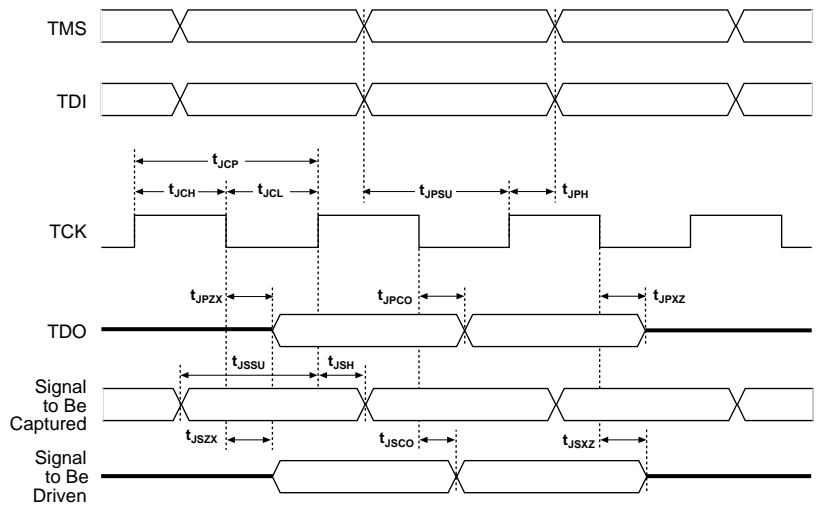 TMS
TDI
tJCP
tJCH
tJCL
tJPSU
tJPH
TCK
tJPZX
tJPCO
tJPXZ
TDO
tJSSU
tJSH
Signal
to Be
Captured
tJSZX
tJSCO
tJSXZ
Signal
to Be
Driven